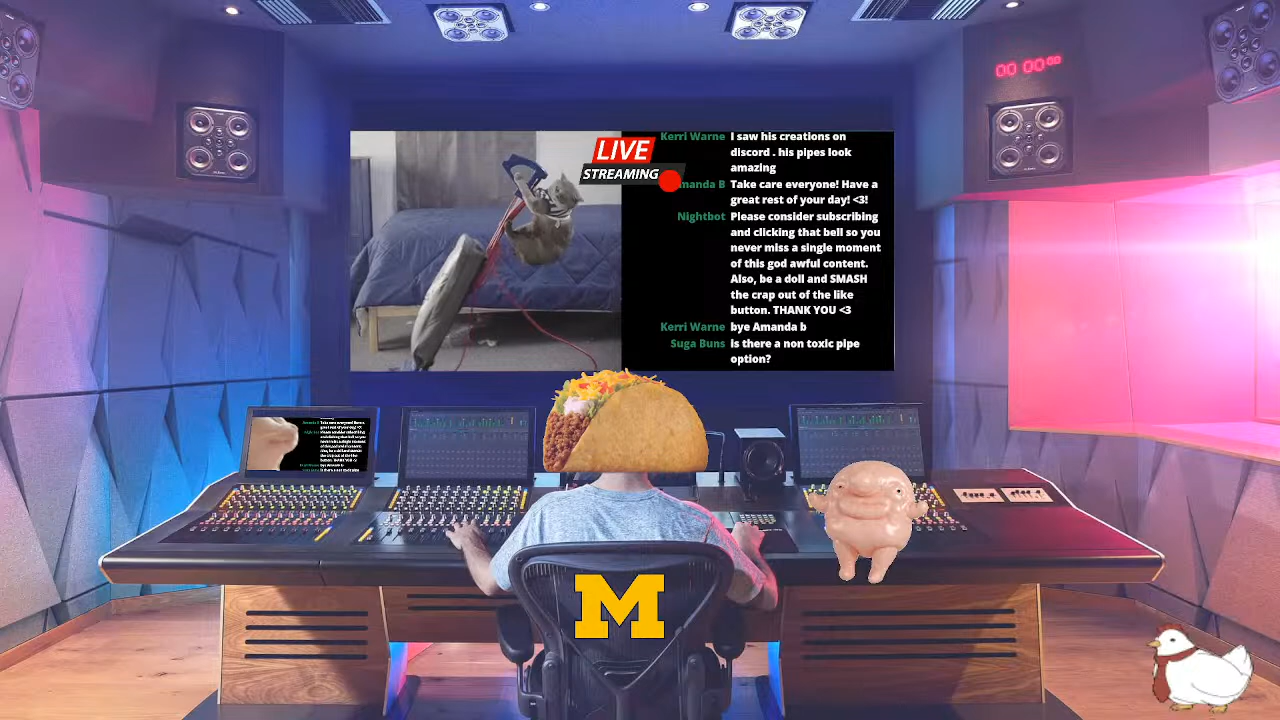 00 00 00
LIVE
STREAMING
Kerri Warne I saw his creations on
discord . his pipes look
amazing
manda B Take care everyone! Have a
great rest of your day! <3!
Nightbot Please consider subscribing
and clicking that bell so you
never miss a single moment
of this god awful content.
Also, be a doll and SMASH
the crap out of the like
button. THANK YOU <3
Kerri Warne bye Amanda b
Suga Buns is there a non toxic pipe
option?
M